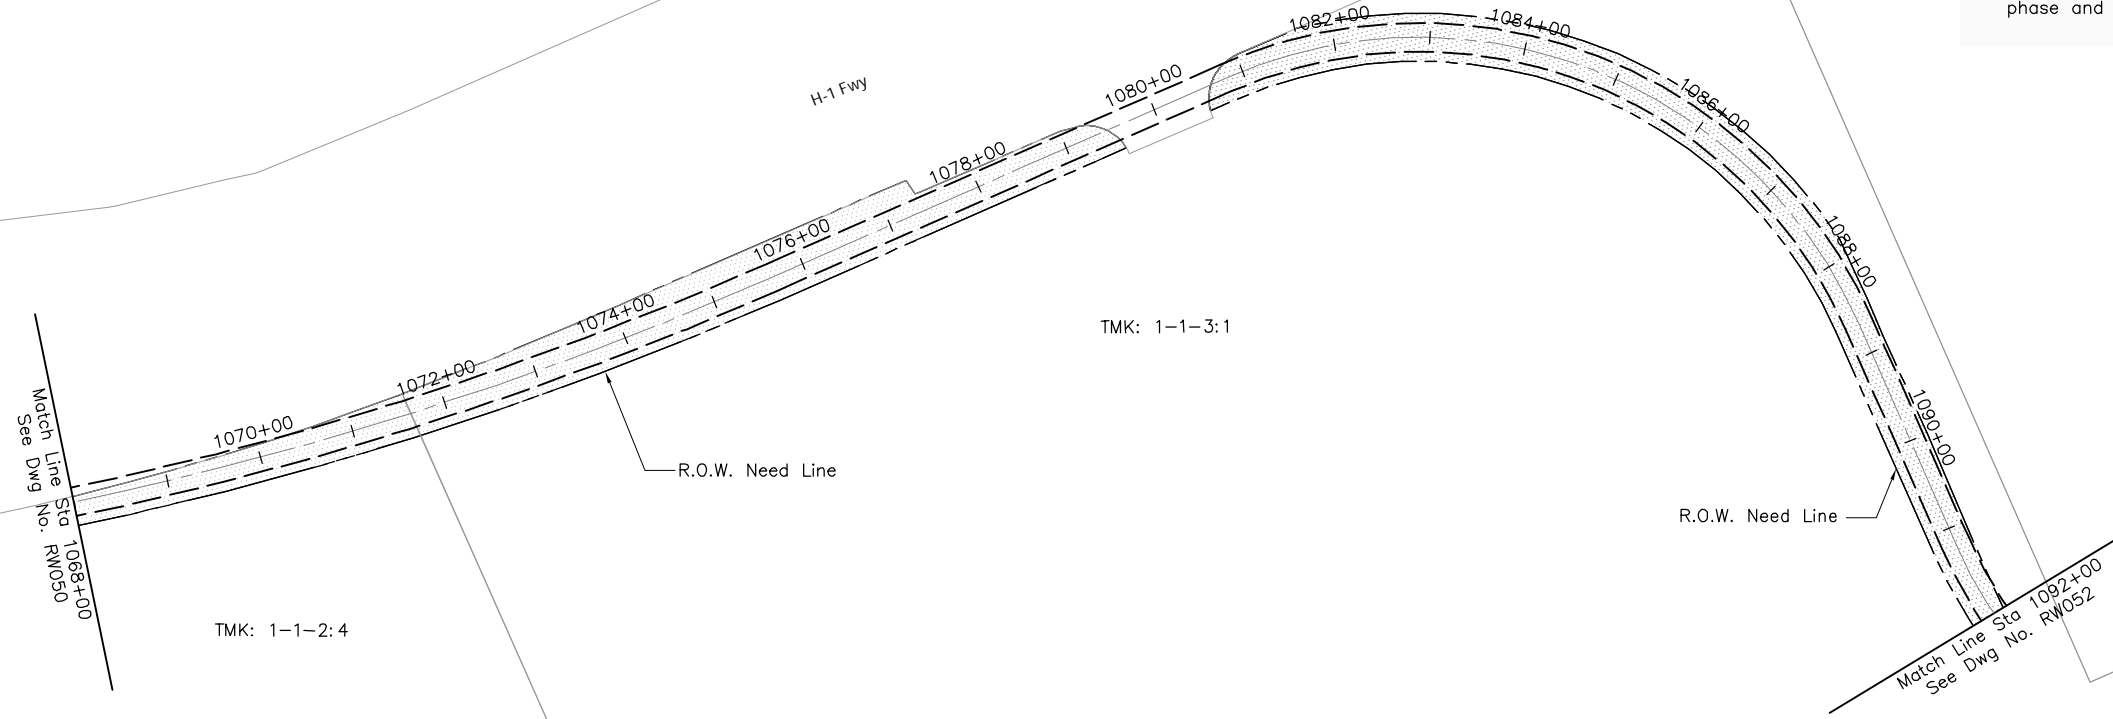 phase and
1082+00
1084+00
H-1 Fwy
1080+00
1086+00
1078+00
1076+00
1088+00
1074+00
TMK: 1-1-3:1
1072+00
1070+00
1090+00
Match Line Sta 1068+00
See Dwg No. RW050
R.O.W. Need Line
R.O.W. Need Line
TMK: 1-1-2:4
Match Line Sta 1092+00
See Dwg No. RW052